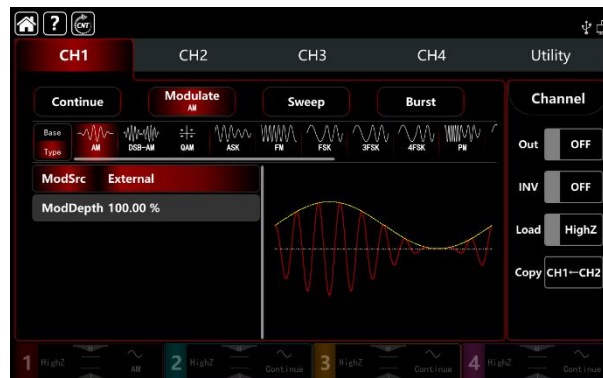 ? CNT
CH1 CH2 CH3 CH4 Utility
Continue Modulate AM Sweep Burst Channel
Base
Type AM DSB-AM QAM ASK FM FSK 3FSK 4FSK PM
Out OFF
ModSrc External
INV OFF
ModDepth 100.00 %
Load HighZ
Copy CH1←CH2
1 HighZ AM 2 HighZ Continue 3 HighZ Continue 4 HighZ Continue